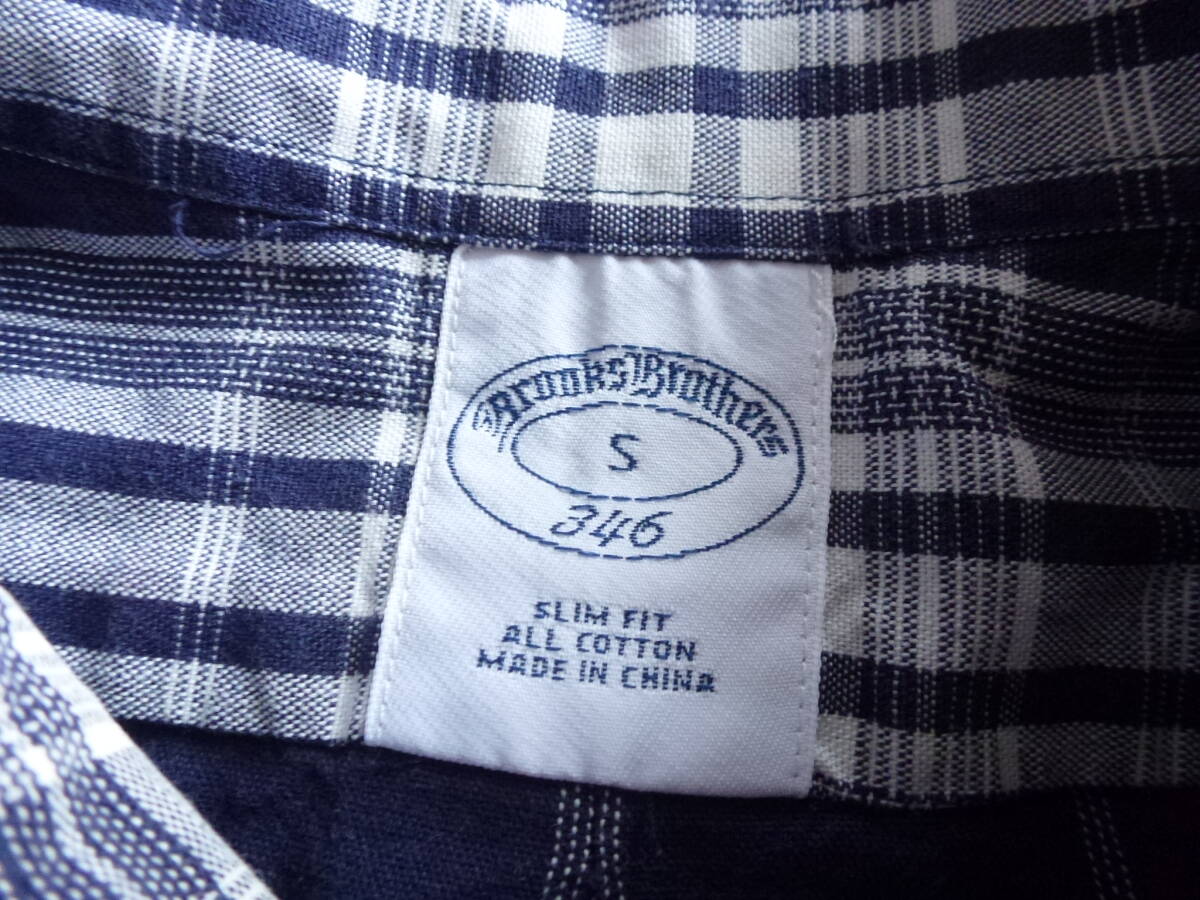 Brooks Brothers
S
346
SLIM FIT
ALL COTTON
MADE IN CHINA